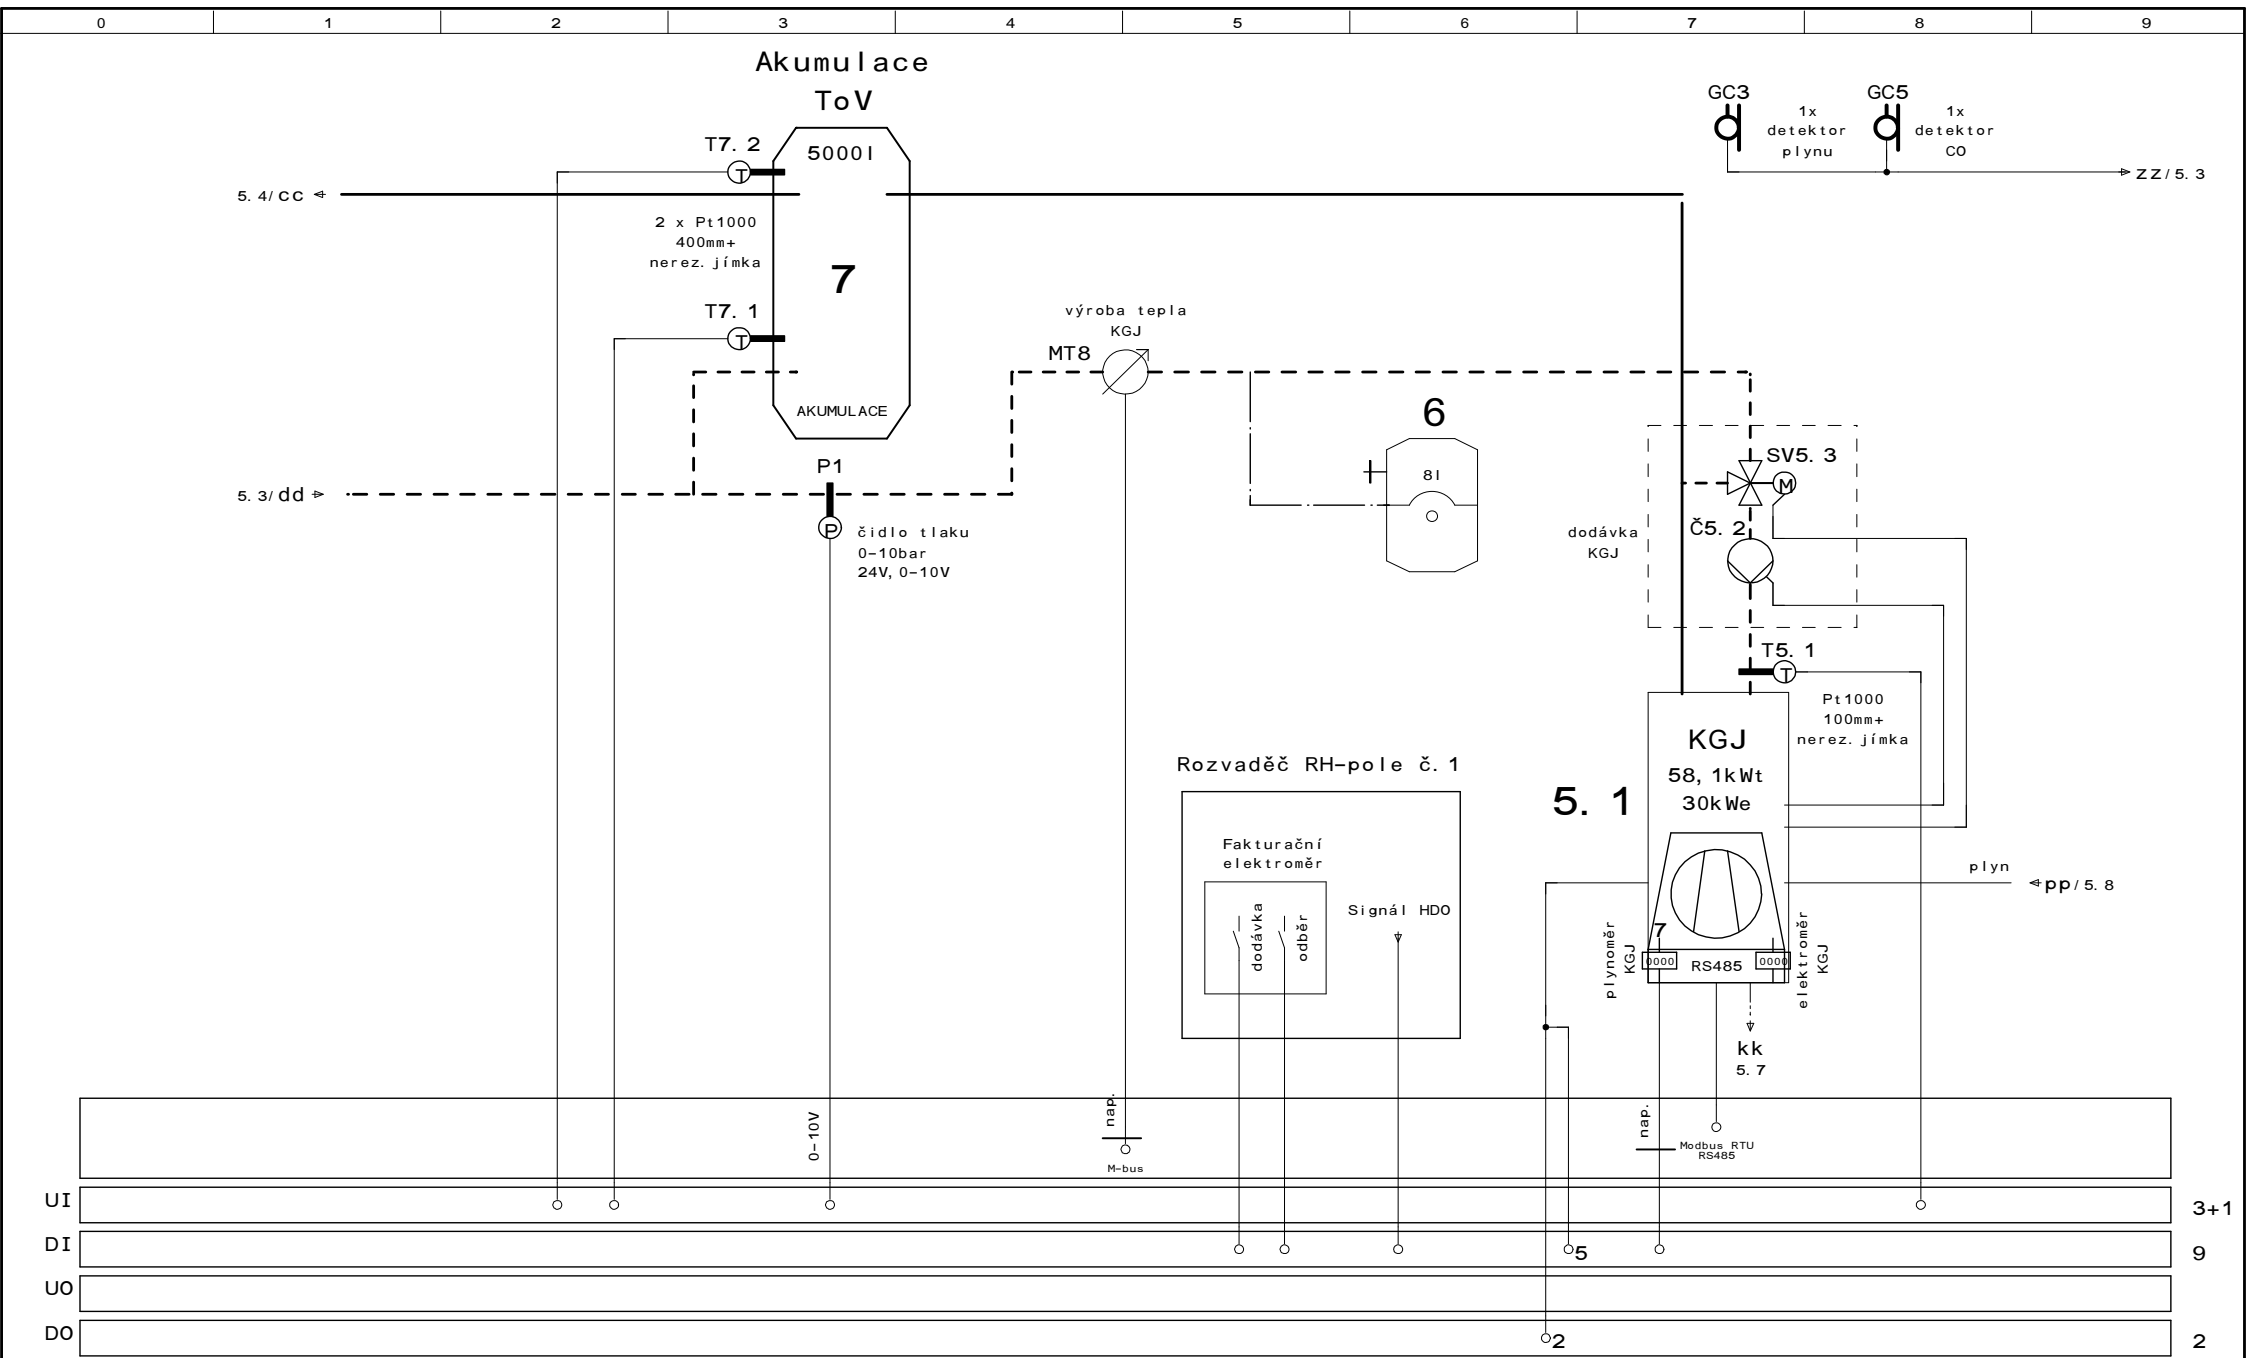 0 1 2 3 4 5 6 7 8 9
Akumulace
ToV
GC3
1x
detektor
plynu
GC5
1x
detektor
CO
zz/5.3
T7.2
5000l
5.4/cc
2 x Pt1000
400mm+
nerez. jímka
7
T7.1
AKUMULACE
výroba tepla
KGJ
MT8
6
8l
P1
5.3/dd
čidlo tlaku
0-10bar
24V, 0-10V
SV5.3
M
Č5.2
dodávka
KGJ
T5.1
T
Pt1000
100mm+
nerez. jímka
T
T
P
Rozvaděč RH-pole č.1
Fakturační
elektroměr
dodávka
odběr
Signál HDO
5.1
KGJ
58,1kWt
30kWe
plyn
pp/5.8
plynoměr
KGJ
7
0000
RS485
0000
elektroměr
KGJ
kk
5.7
0-10V
nap.
M-bus
nap.
Modbus RTU
RS485
UI
3+1
DI
5
9
UO
DO
2
2